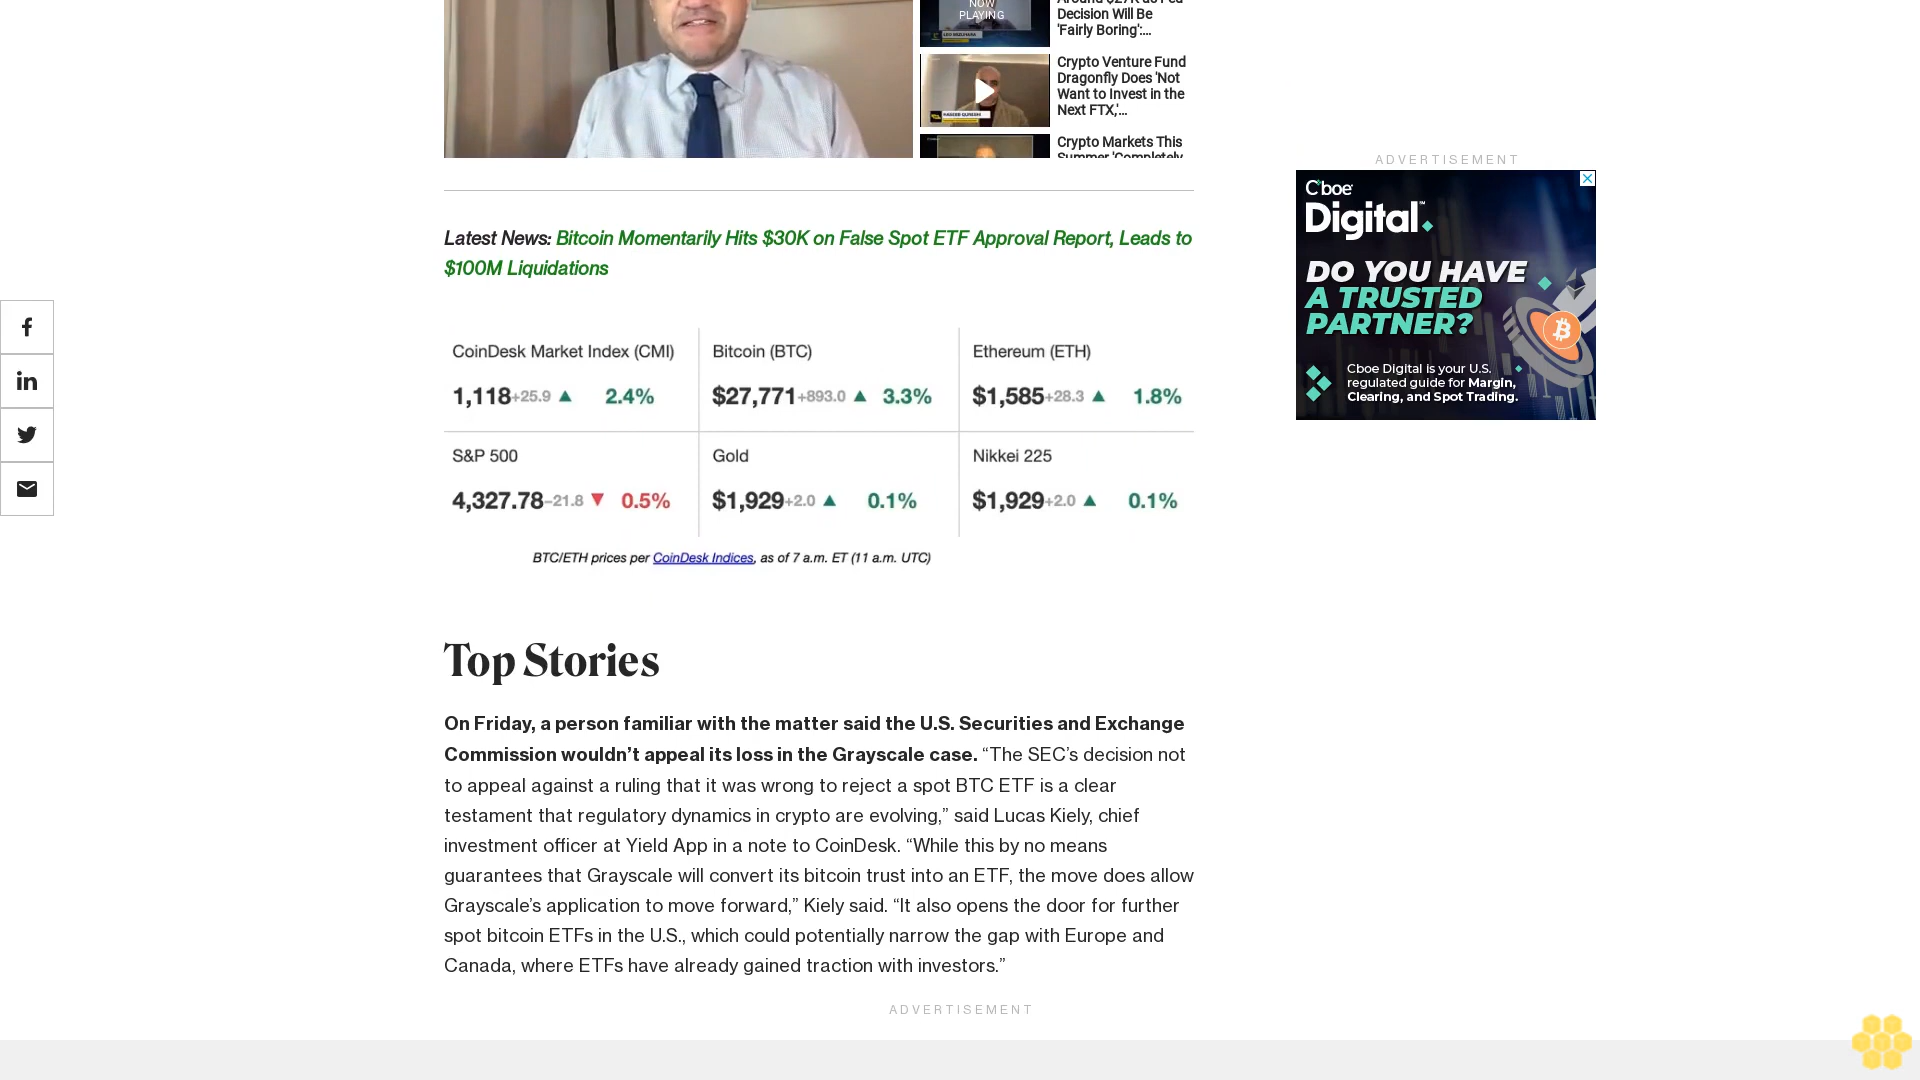 NOW
PLAYING
Decision Will Be
'Fairly Boring':...
Crypto Venture Fund
Dragonfly Does 'Not
Want to Invest in the
Next FTX,'...
Crypto Markets This
ADVERTISEMENT
Cboe
Digital™
DO YOU HAVE
A TRUSTED
PARTNER?
Cboe Digital is your U.S.
regulated guide for Margin,
Clearing, and Spot Trading.
Latest News: Bitcoin Momentarily Hits $30K on False Spot ETF Approval Report, Leads to
$100M Liquidations
CoinDesk Market Index (CMI) Bitcoin (BTC) Ethereum (ETH)
1,118+25.9 ▲ 2.4% $27,771+893.0 ▲ 3.3% $1,585+28.3 ▲ 1.8%
S&P 500 Gold Nikkei 225
4,327.78−21.8 ▼ 0.5% $1,929+2.0 ▲ 0.1% $1,929+2.0 ▲ 0.1%
BTC/ETH prices per CoinDesk Indices, as of 7 a.m. ET (11 a.m. UTC)
Top Stories
On Friday, a person familiar with the matter said the U.S. Securities and Exchange
Commission wouldn’t appeal its loss in the Grayscale case. “The SEC’s decision not
to appeal against a ruling that it was wrong to reject a spot BTC ETF is a clear
testament that regulatory dynamics in crypto are evolving,” said Lucas Kiely, chief
investment officer at Yield App in a note to CoinDesk. “While this by no means
guarantees that Grayscale will convert its bitcoin trust into an ETF, the move does allow
Grayscale’s application to move forward,” Kiely said. “It also opens the door for further
spot bitcoin ETFs in the U.S., which could potentially narrow the gap with Europe and
Canada, where ETFs have already gained traction with investors.”
ADVERTISEMENT